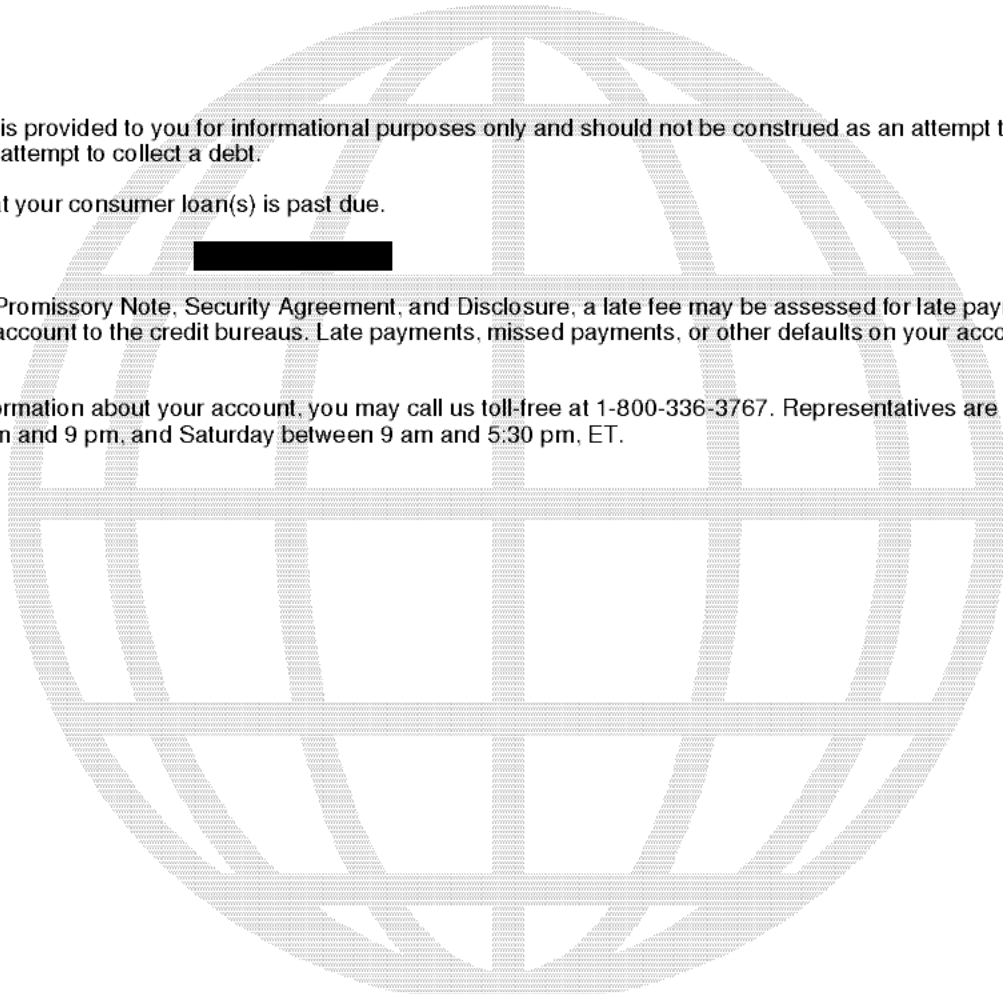 is provided to you for informational purposes only and should not be construed as an attempt t
attempt to collect a debt.
t your consumer loan(s) is past due.
Promissory Note, Security Agreement, and Disclosure, a late fee may be assessed for late pay
account to the credit bureaus. Late payments, missed payments, or other defaults on your acco
ormation about your account, you may call us toll-free at 1-800-336-3767. Representatives are
and 9 pm, and Saturday between 9 am and 5:30 pm, ET.